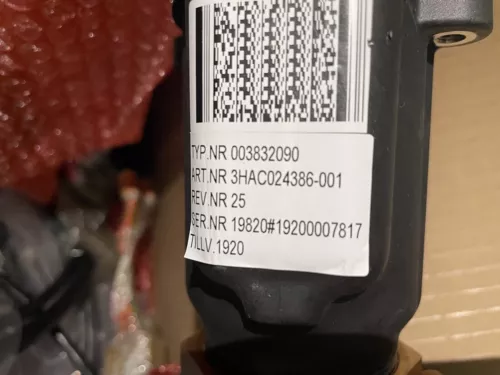 TYP.NR 003832090
ART.NR 3HAC024386-001
REV.NR 25
SER.NR 19820#19200007817
TILLV.1920